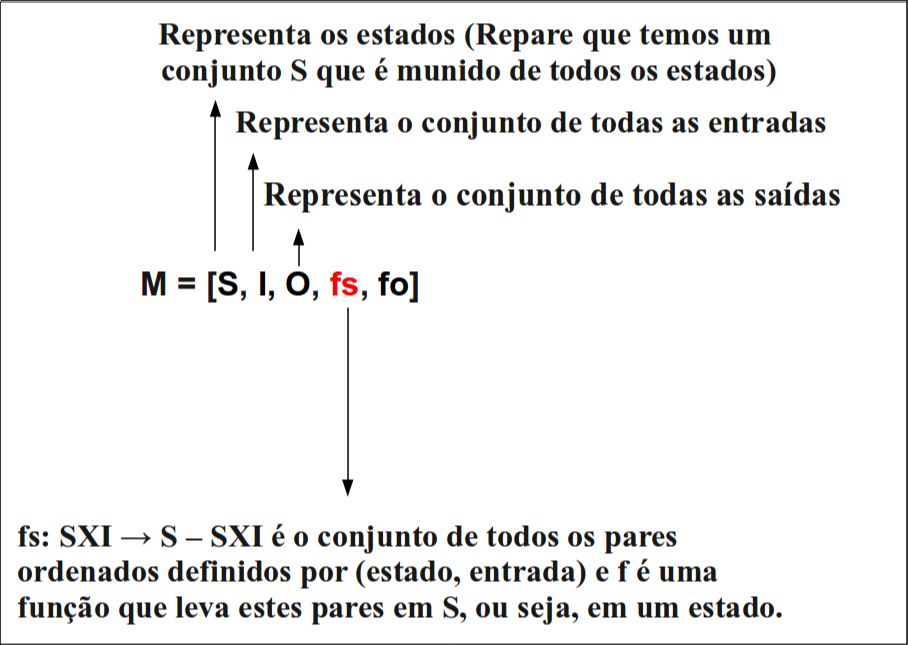 Representa os estados (Repare que temos um
conjunto S que é munido de todos os estados)
Representa o conjunto de todas as entradas
Representa o conjunto de todas as saídas
M = [S, I, O, fs, fo]
fs: SXI → S – SXI é o conjunto de todos os pares
ordenados definidos por (estado, entrada) e f é uma
função que leva estes pares em S, ou seja, em um estado.